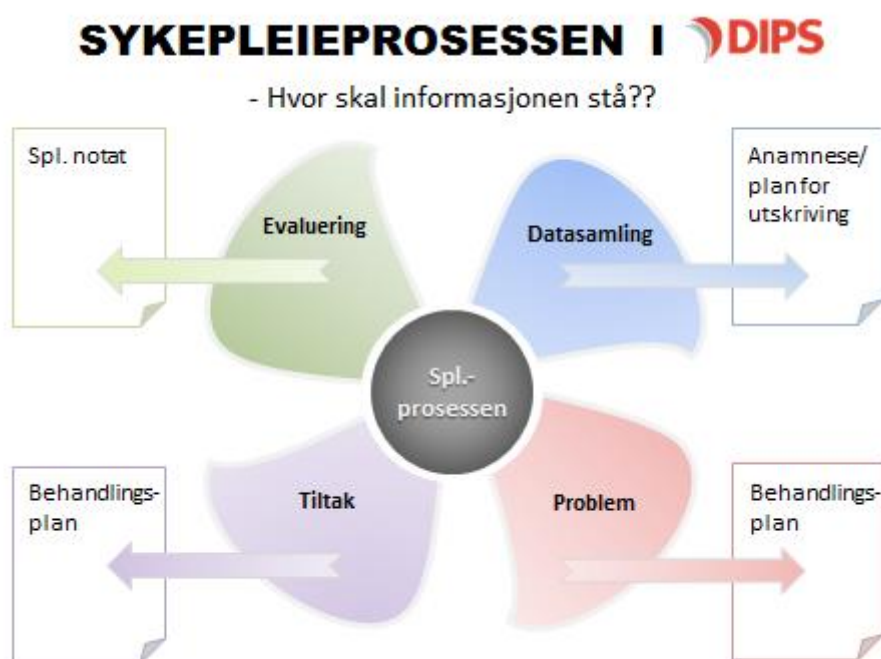 SYKEPLEIEPROSESSEN I DIPS
- Hvor skal informasjonen stå??
Spl. notat
Evaluering
Datasamling
Anamnese/
plan for
utskriving
Spl.-
prosessen
Behandlings-
plan
Tiltak
Problem
Behandlings-
plan